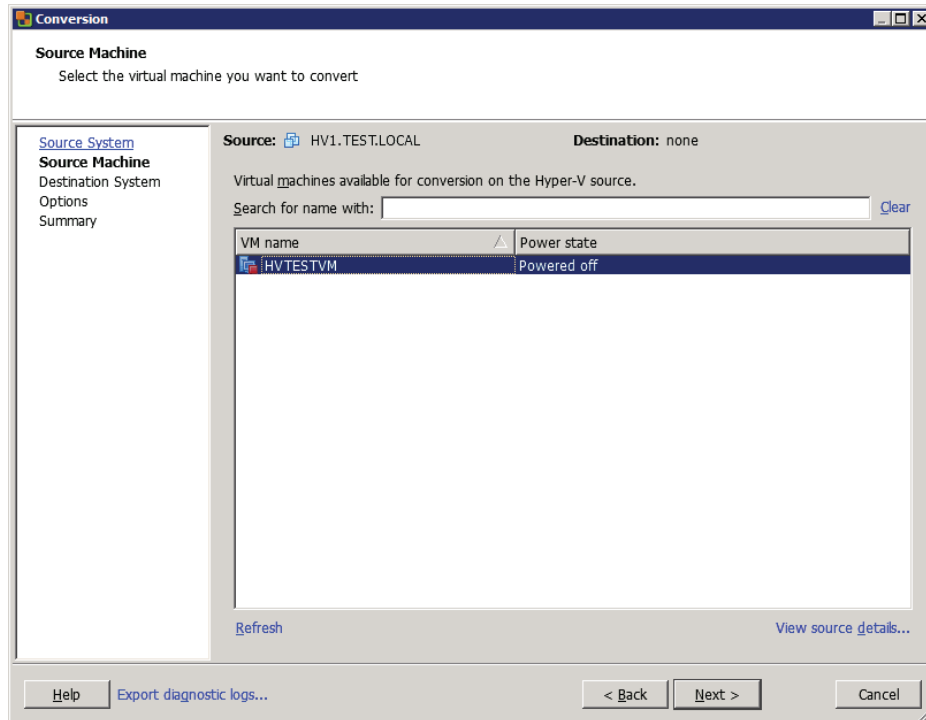 Conversion
Source Machine
Select the virtual machine you want to convert
Source System
Source Machine
Destination System
Options
Summary
Source: HV1.TEST.LOCAL Destination: none
Virtual machines available for conversion on the Hyper-V source.
Search for name with: Clear
VM name Power state
HVTESTVM Powered off
Refresh View source details...
Help Export diagnostic logs... < Back Next > Cancel